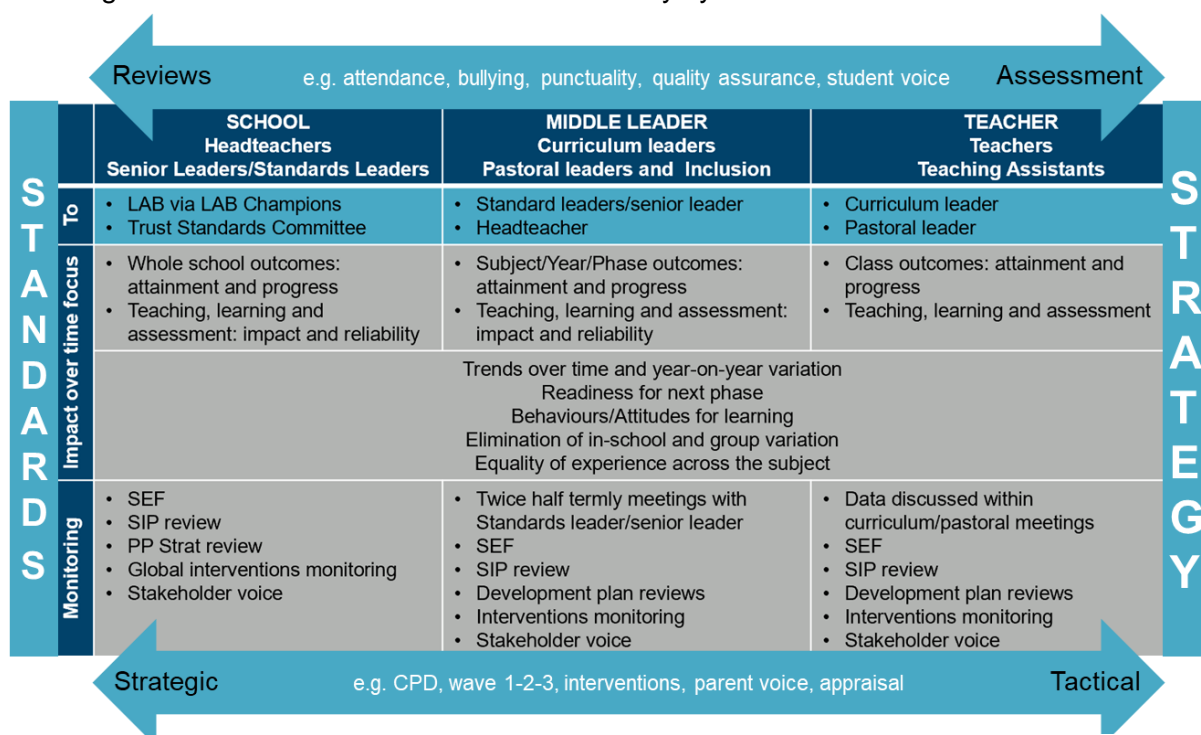 Reviews
e.g. attendance, bullying, punctuality, quality assurance, student voice
Assessment
STANDARDS
STRATEGY
SCHOOL
Headteachers
Senior Leaders/Standards Leaders
MIDDLE LEADER
Curriculum leaders
Pastoral leaders and Inclusion
TEACHER
Teachers
Teaching Assistants
To
• LAB via LAB Champions
• Trust Standards Committee
• Standard leaders/senior leader
• Headteacher
• Curriculum leader
• Pastoral leader
Impact over time focus
• Whole school outcomes:
attainment and progress
• Teaching, learning and
assessment: impact and reliability
• Subject/Year/Phase outcomes:
attainment and progress
• Teaching, learning and assessment:
impact and reliability
• Class outcomes: attainment and
progress
• Teaching, learning and assessment
Trends over time and year-on-year variation
Readiness for next phase
Behaviours/Attitudes for learning
Elimination of in-school and group variation
Equality of experience across the subject
Monitoring
• SEF
• SIP review
• PP Strat review
• Global interventions monitoring
• Stakeholder voice
• Twice half termly meetings with
Standards leader/senior leader
• SEF
• SIP review
• Development plan reviews
• Interventions monitoring
• Stakeholder voice
• Data discussed within
curriculum/pastoral meetings
• SEF
• SIP review
• Development plan reviews
• Interventions monitoring
• Stakeholder voice
Strategic
e.g. CPD, wave 1-2-3, interventions, parent voice, appraisal
Tactical